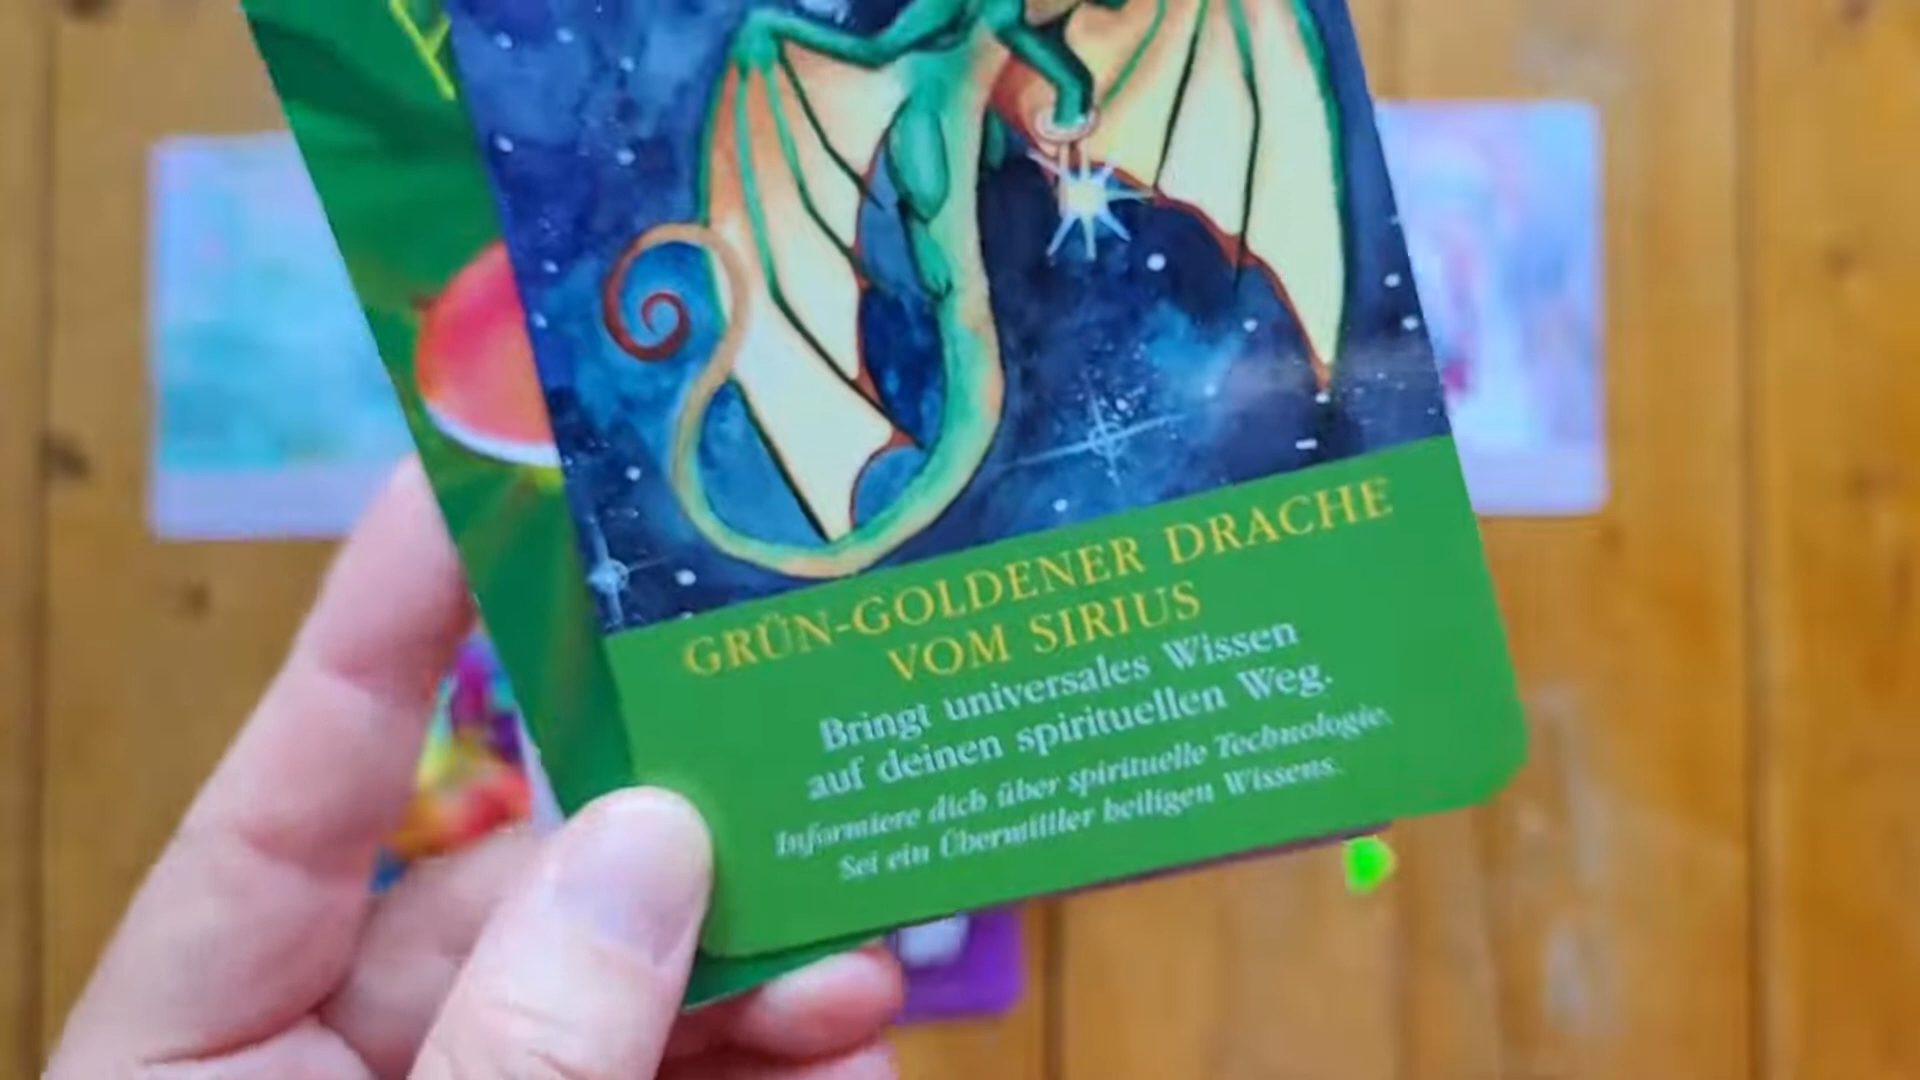 GRÜN-GOLDENER DRACHE
VOM SIRIUS
Bringt universales Wissen
auf deinen spirituellen Weg.
Informiere dich über spirituelle Technologie.
Sei ein Übermittler heiligen Wissens.